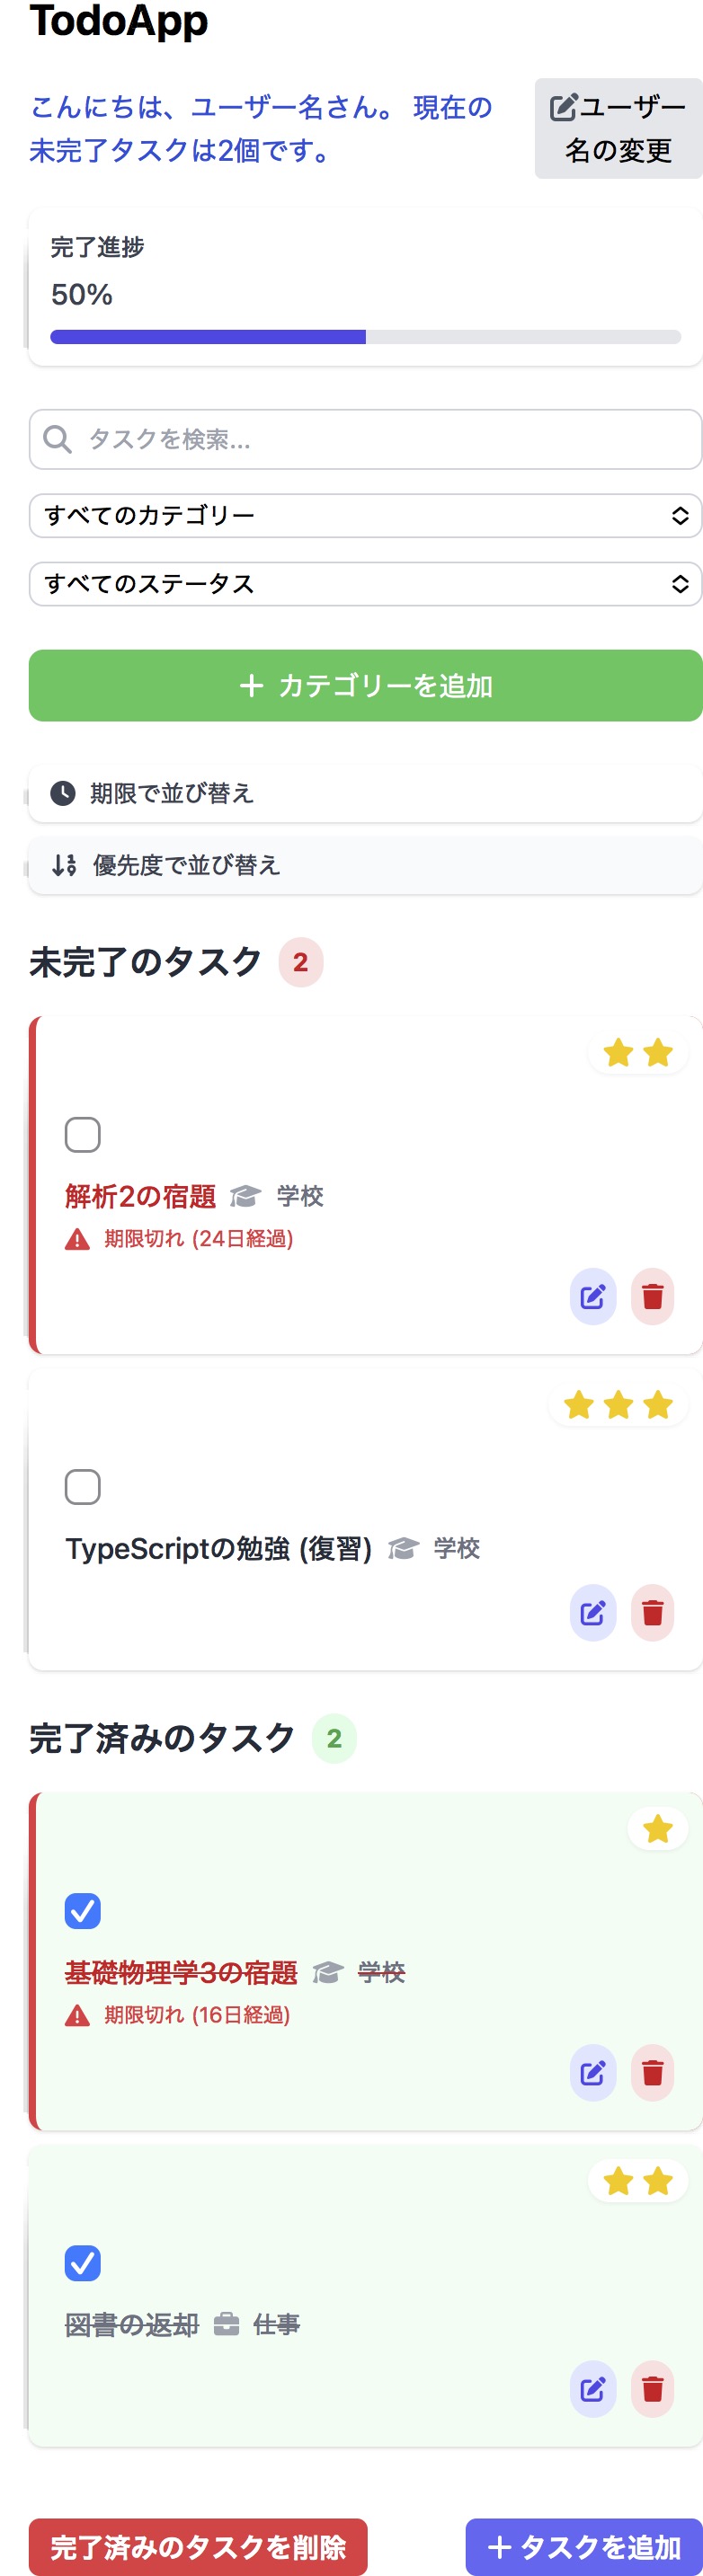 TodoApp
こんにちは、ユーザー名さん。 現在の
未完了タスクは2個です。
ユーザー
名の変更
完了進捗
50%
タスクを検索...
すべてのカテゴリー
すべてのステータス
+ カテゴリーを追加
期限で並び替え
優先度で並び替え
未完了のタスク 2
解析2の宿題 学校
期限切れ (24日経過)
TypeScriptの勉強 (復習) 学校
完了済みのタスク 2
基礎物理学3の宿題 学校
期限切れ (16日経過)
図書の返却 仕事
完了済みのタスクを削除
+ タスクを追加